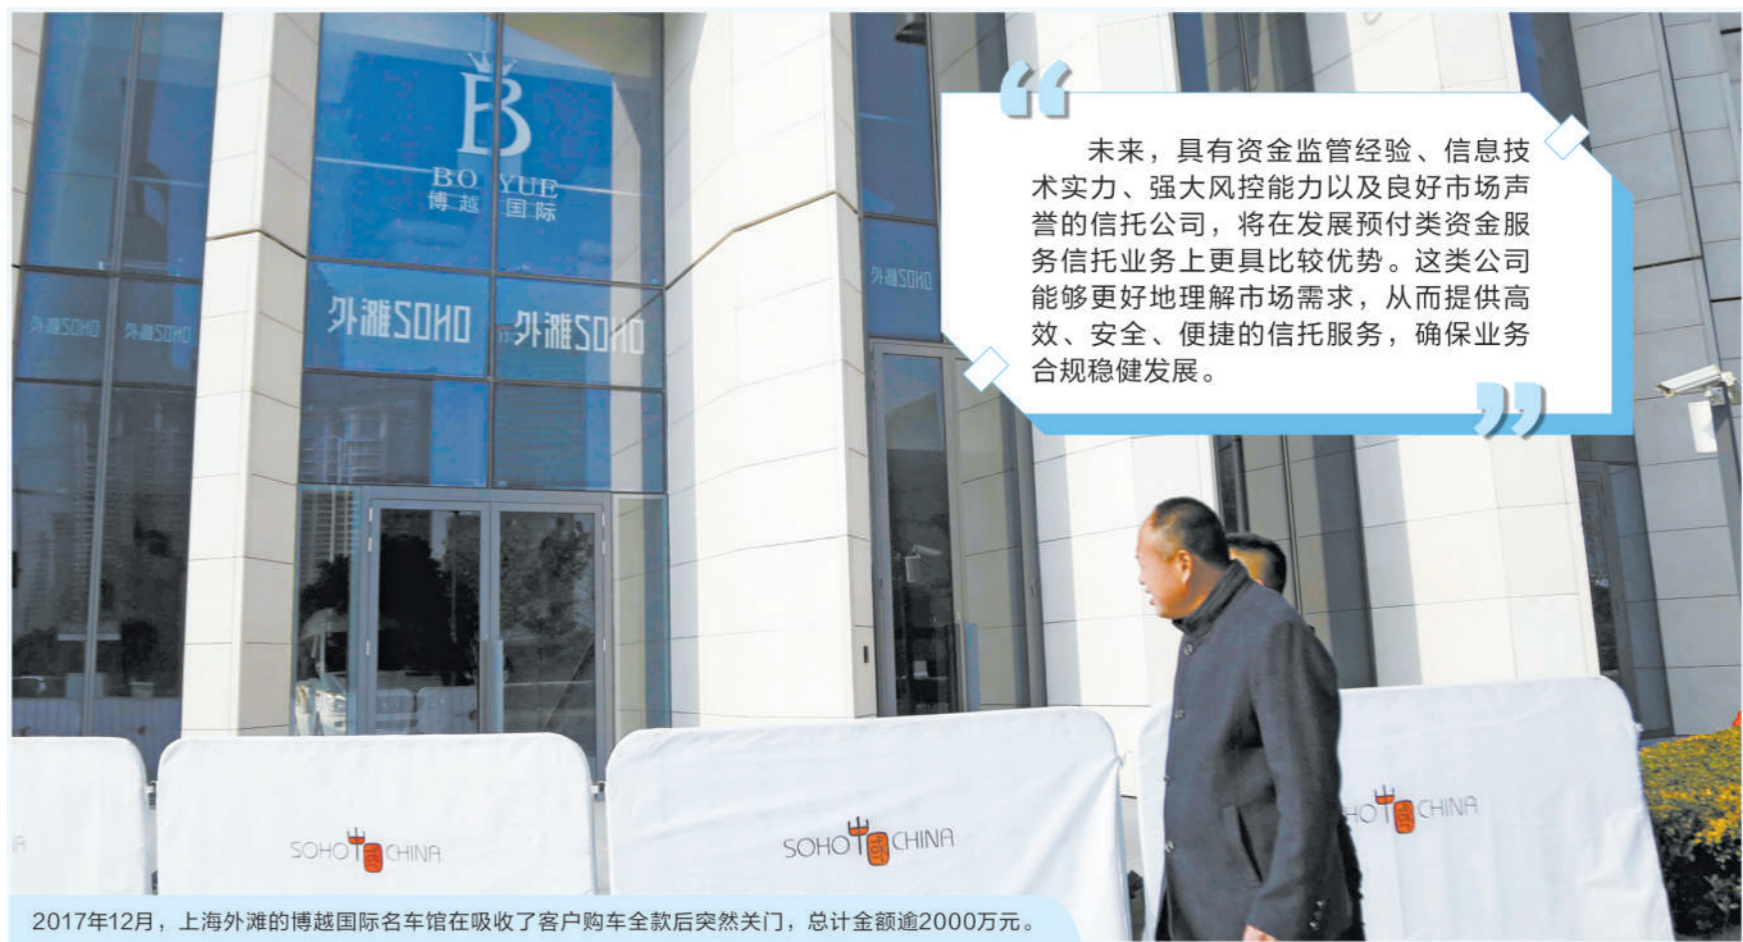 B
BO YUE
博越 国际
未来，具有资金监管经验、信息技
术实力、强大风控能力以及良好市场声
誉的信托公司，将在发展预付类资金服
务信托业务上更具比较优势。这类公司
能够更好地理解市场需求，从而提供高
效、安全、便捷的信托服务，确保业务
合规稳健发展。
外滩SOHO
外滩SOHO
外滩SOHO
外滩SOHO
外滩SOHO
SOHO CHINA
SOHO CHINA
HO CHINA
2017年12月，上海外滩的博越国际名车馆在吸收了客户购车全款后突然关门，总计金额逾2000万元。